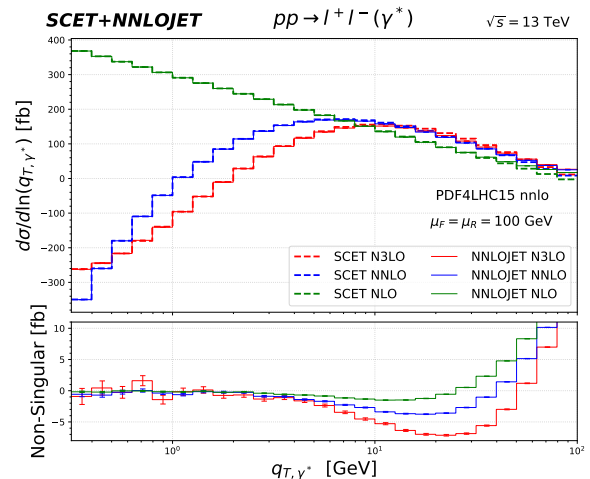 SCET+NNLOJET
pp → l⁺ l⁻ (γ*)
√s = 13 TeV
dσ/dln(q_{T,γ*}) [fb]
400
300
200
100
0
−100
−200
−300
PDF4LHC15 nnlo
μ_F = μ_R = 100 GeV
SCET N3LO
SCET NNLO
SCET NLO
NNLOJET N3LO
NNLOJET NNLO
NNLOJET NLO
Non-Singular [fb]
10
5
0
−5
10⁰
10¹
10²
q_{T,γ*} [GeV]